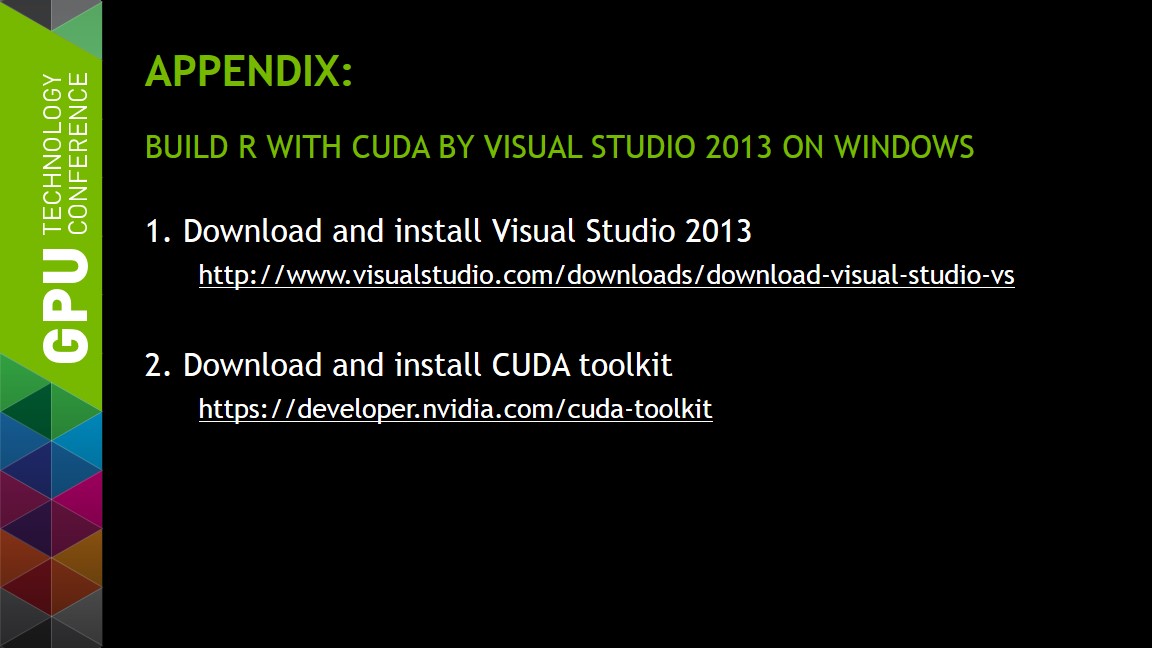 GPU TECHNOLOGY
CONFERENCE
APPENDIX:
BUILD R WITH CUDA BY VISUAL STUDIO 2013 ON WINDOWS
1. Download and install Visual Studio 2013
http://www.visualstudio.com/downloads/download-visual-studio-vs
2. Download and install CUDA toolkit
https://developer.nvidia.com/cuda-toolkit